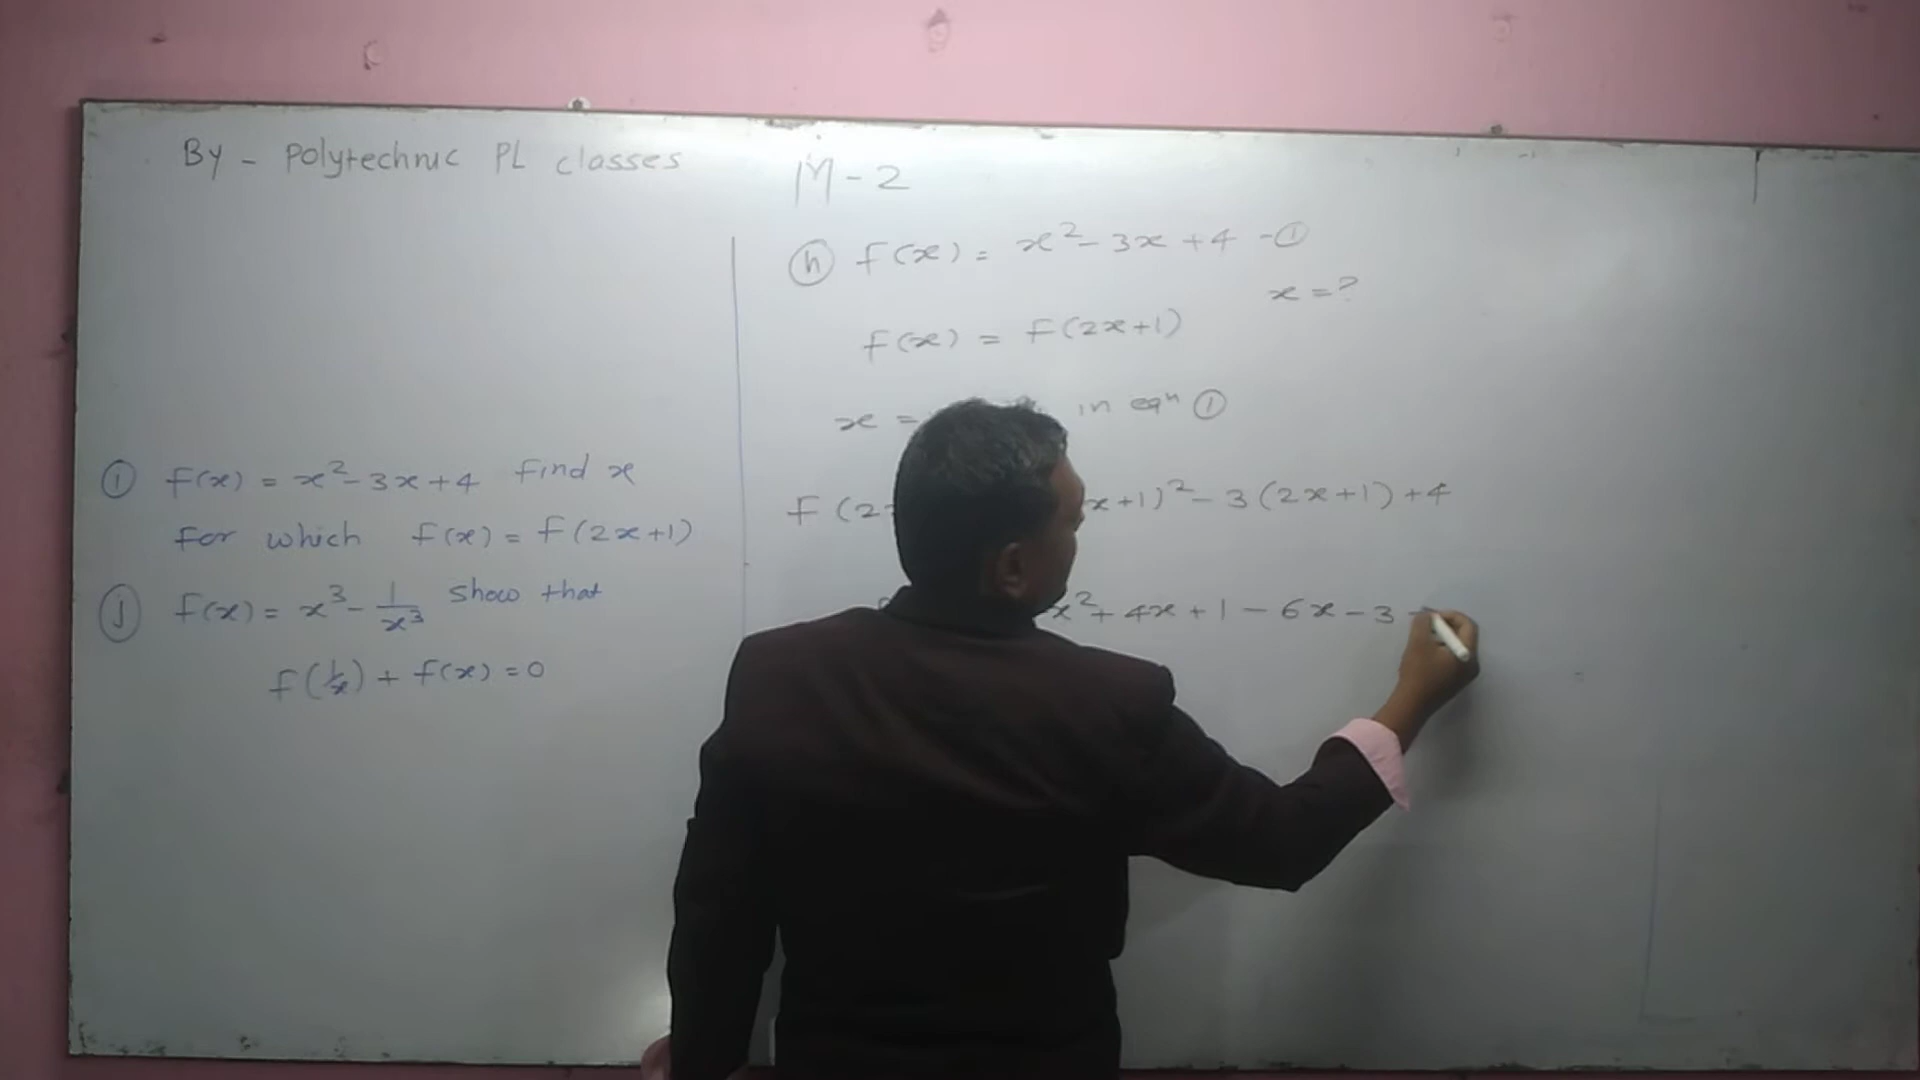 By - Polytechnic PL classes
M-2
ⓘ f(x) = x² - 3x + 4 find x
for which f(x) = f(2x+1)
ⓙ f(x) = x³ - 1/x³ show that
f(1/x) + f(x) = 0
ⓗ f(x) = x² - 3x + 4 - ①
x = ?
f(x) = f(2x+1)
x = in eqn ①
f(2 x+1)² - 3(2x+1) + 4
x² + 4x + 1 - 6x - 3